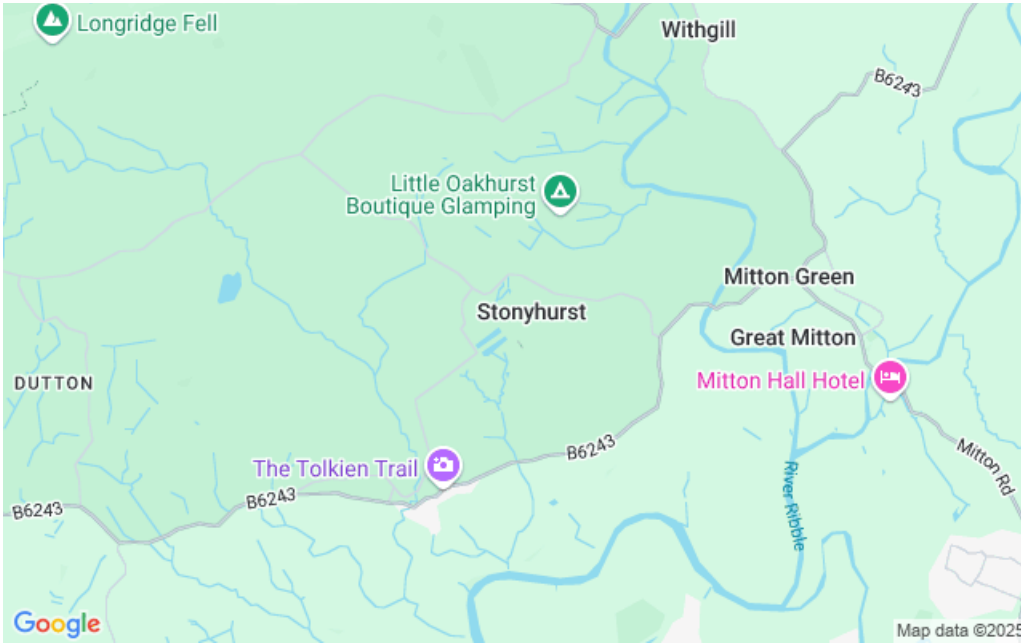 Longridge Fell
Withgill
B6243
Little Oakhurst
Boutique Glamping
Mitton Green
Stonyhurst
Great Mitton
Mitton Hall Hotel
DUTTON
B6243
The Tolkien Trail
Mitton Rd
B6243
B6243
River Ribble
Google
Map data ©2025